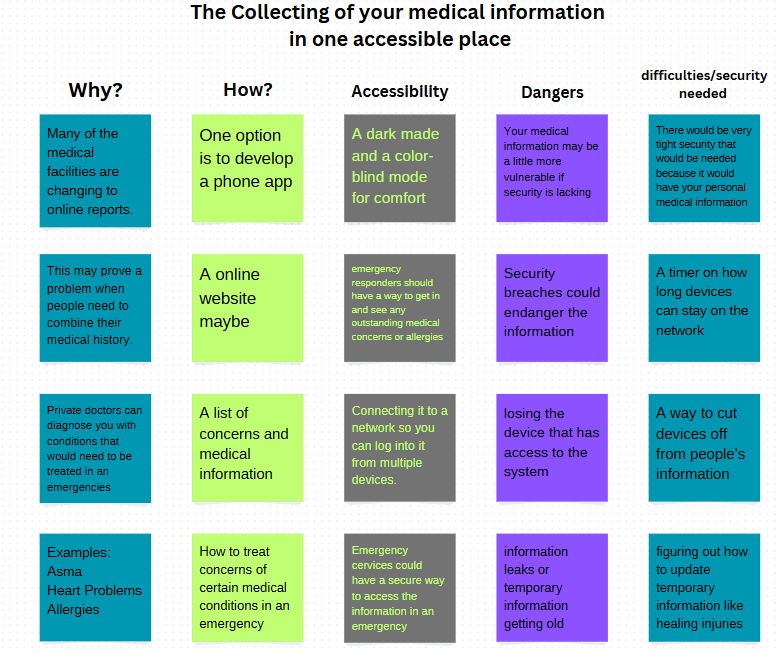 The Collecting of your medical information
in one accessible place
Why?
How?
Accessibility
Dangers
difficulties/security
needed
Many of the
medical
facilities are
changing to
online reports.
One option
is to develop
a phone app
A dark made
and a color-
blind mode
for comfort
Your medical
information may be
a little more
vulnerable if
security is lacking
There would be very
tight security that
would be needed
because it would
have your personal
medical information
This may prove a
problem when
people need to
combine their
medical history.
A online
website
maybe
emergency
responders should
have a way to get in
and see any
outstanding medical
concerns or allergies
Security
breaches could
endanger the
information
A timer on how
long devices
can stay on the
network
Private doctors can
diagnose you with
conditions that
would need to be
treated in an
emergencies
A list of
concerns and
medical
information
Connecting it to a
network so you
can log into it
from multiple
devices.
losing the
device that has
access to the
system
A way to cut
devices off
from people's
information
Examples:
Asma
Heart Problems
Allergies
How to treat
concerns of
certain medical
conditions in an
emergency
Emergency
cervices could
have a secure way
to access the
information in an
emergency
information
leaks or
temporary
information
getting old
figuring out how
to update
temporary
information like
healing injuries